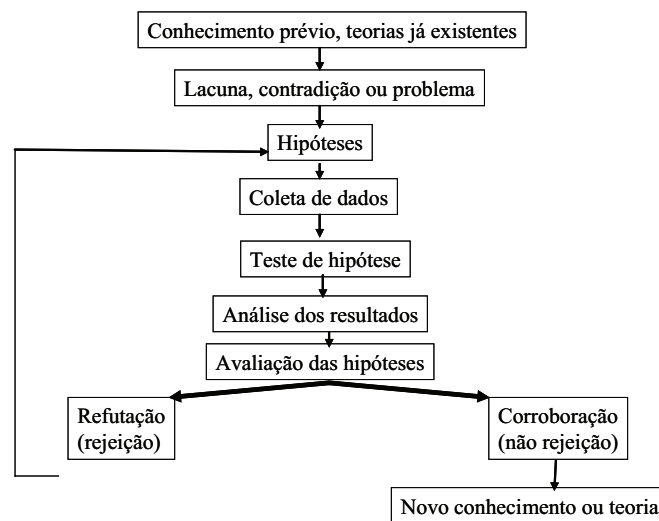 Conhecimento prévio, teorias já existentes
Lacuna, contradição ou problema
Hipóteses
Coleta de dados
Teste de hipótese
Análise dos resultados
Avaliação das hipóteses
Refutação
(rejeição)
Corroboração
(não rejeição)
Novo conhecimento ou teoria